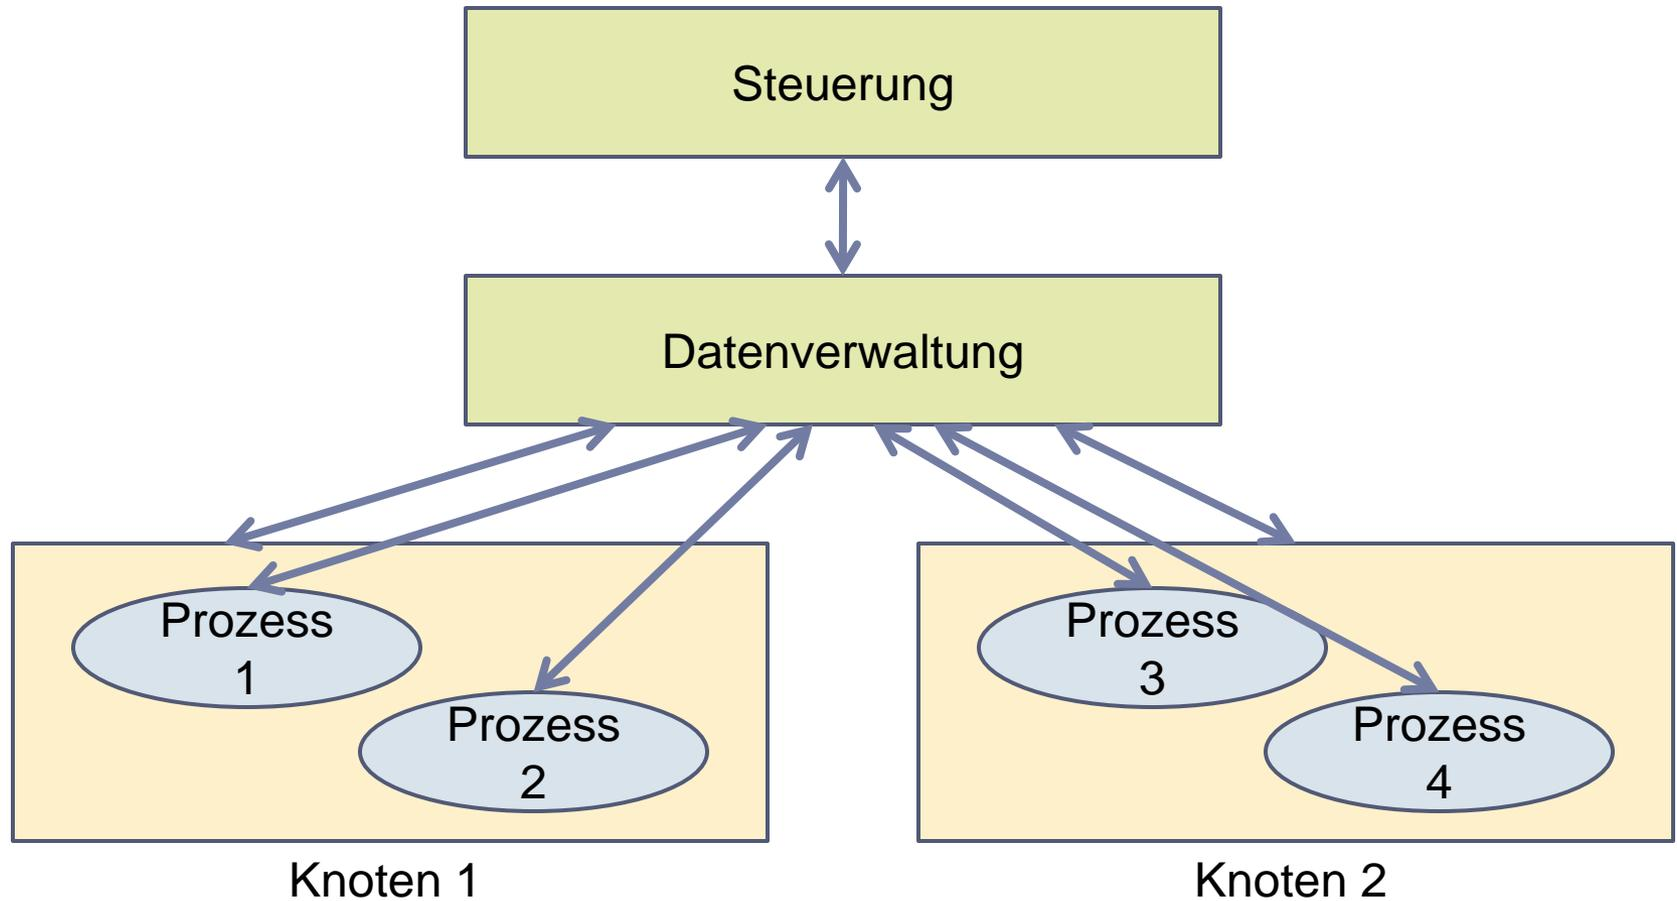 Steuerung
Datenverwaltung
Prozess
1
Prozess
2
Prozess
3
Prozess
4
Knoten 1
Knoten 2